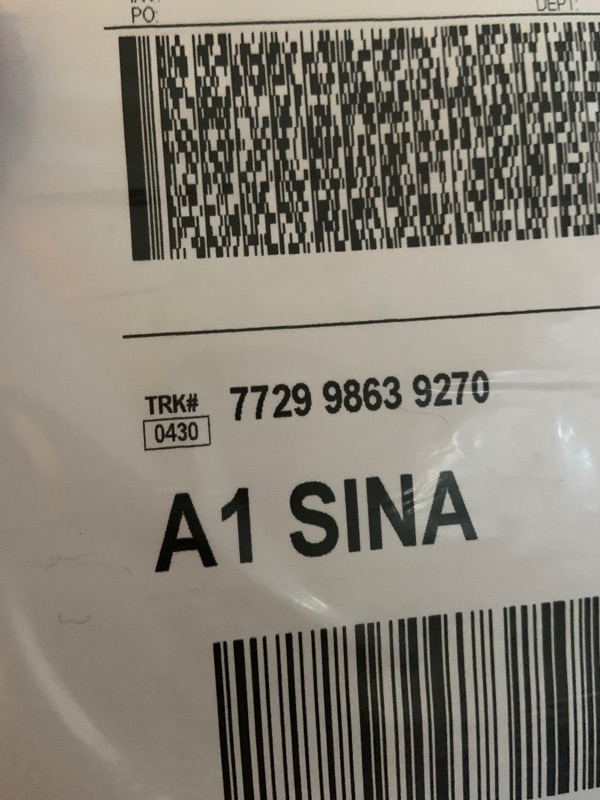 PO:
DEPT:
TRK# 7729 9863 9270
0430
A1 SINA